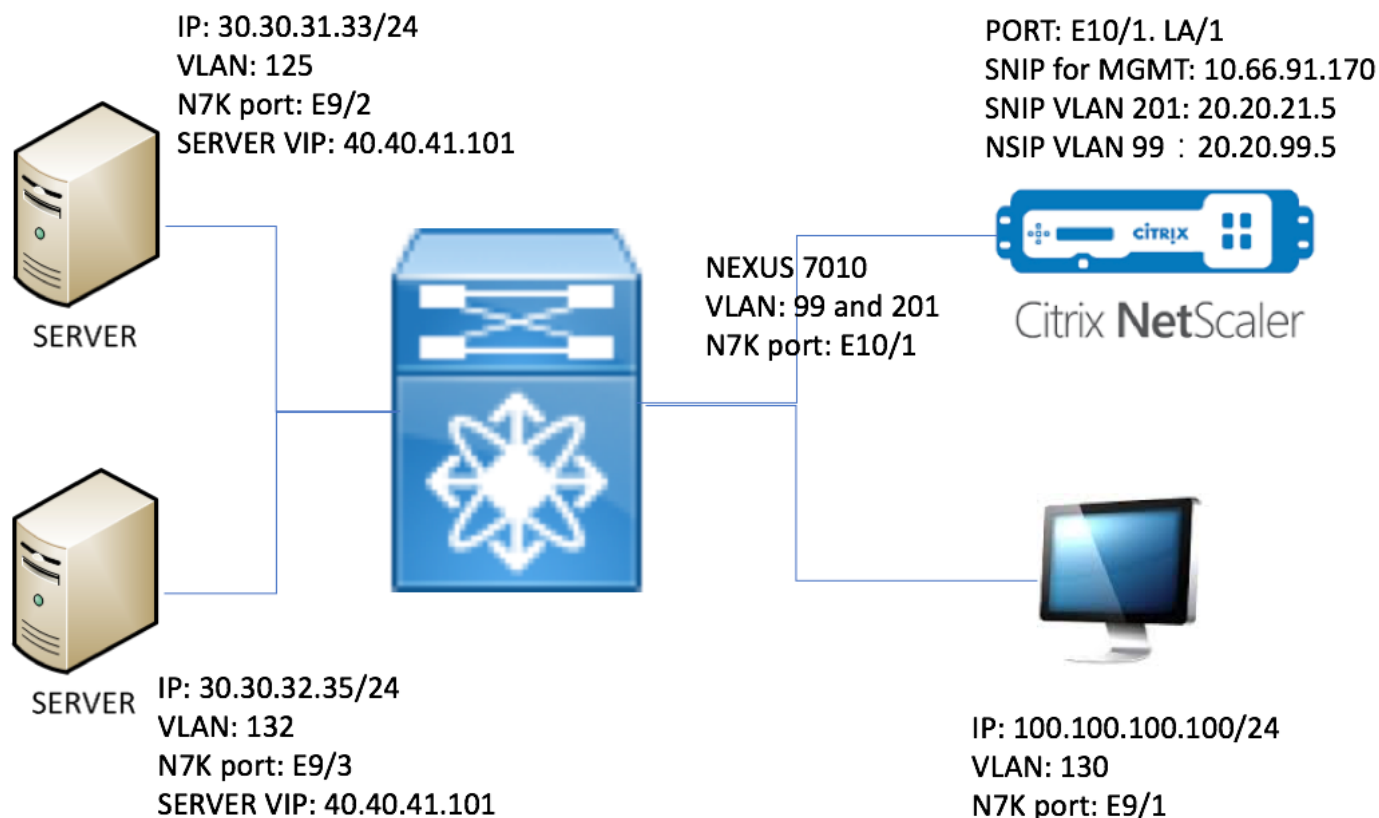 IP: 30.30.31.33/24
VLAN: 125
N7K port: E9/2
SERVER VIP: 40.40.41.101
SERVER
PORT: E10/1. LA/1
SNIP for MGMT: 10.66.91.170
SNIP VLAN 201: 20.20.21.5
NSIP VLAN 99：20.20.99.5
CITRIX
Citrix NetScaler
NEXUS 7010
VLAN: 99 and 201
N7K port: E10/1
SERVER
IP: 30.30.32.35/24
VLAN: 132
N7K port: E9/3
SERVER VIP: 40.40.41.101
IP: 100.100.100.100/24
VLAN: 130
N7K port: E9/1